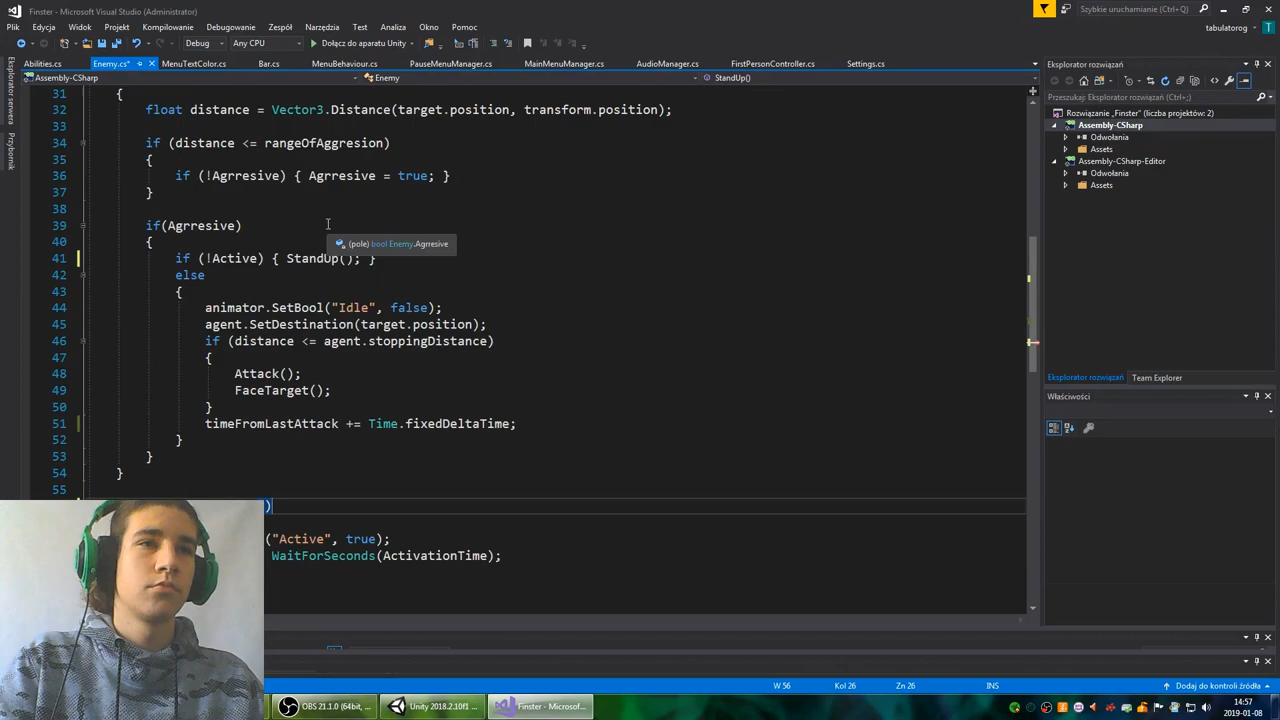 Finster - Microsoft Visual Studio (Administrator)
Szybkie uruchamianie (Ctrl+;)
Plik Edycja Widok Projekt Kompilowanie Debugowanie Zespół Narzędzia Test Analiza Okno Pomoc
tabulatorog T
Debug Any CPU Dołącz do aparatu Unity
Abilities.cs Enemy.cs* MenuTextColor.cs Bar.cs MenuBehaviour.cs PauseMenuManager.cs MainMenuManager.cs AudioManager.cs FirstPersonController.cs Settings.cs
Eksplorator rozwiązań
Assembly-CSharp Enemy StandUp()
Eksplorator serwera
Przybornik
Przeszukaj: Eksplorator rozwiązań (Ctrl+;)
Rozwiązanie „Finster" (liczba projektów: 2)
Assembly-CSharp
Odwołania
Assets
Assembly-CSharp-Editor
Odwołania
Assets
31 {
32 float distance = Vector3.Distance(target.position, transform.position);
33
34 if (distance <= rangeOfAggresion)
35 {
36 if (!Agrresive) { Agrresive = true; }
37 }
38
39 if(Agrresive)
40 {
(pole) bool Enemy.Agrresive
41 if (!Active) { StandUp(); }
42 else
43 {
44 animator.SetBool("Idle", false);
45 agent.SetDestination(target.position);
46 if (distance <= agent.stoppingDistance)
47 {
48 Attack();
49 FaceTarget();
50 }
51 timeFromLastAttack += Time.fixedDeltaTime;
52 }
53 }
54 }
55
)
("Active", true);
WaitForSeconds(ActivationTime);
Eksplorator rozwiązań Team Explorer
Właściwości
W 56 Kol 26 Zn 26 INS Dodaj do kontroli źródła
OBS 21.1.0 (64bit, ... Unity 2018.2.10f1 ... Finster - Microsof...
14:57
2019-01-08